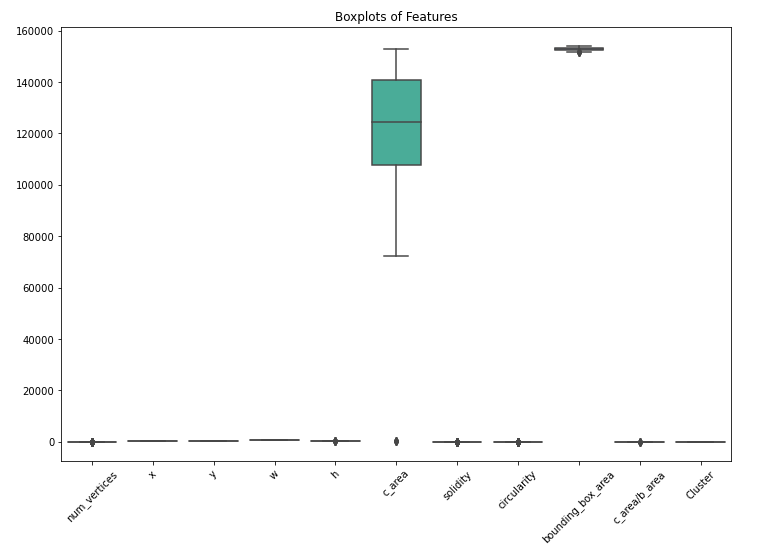 Boxplots of Features
160000
140000
120000
100000
80000
60000
40000
20000
0
num_vertices
x
y
w
h
c_area
solidity
circularity
bounding_box_area
c_area/b_area
Cluster